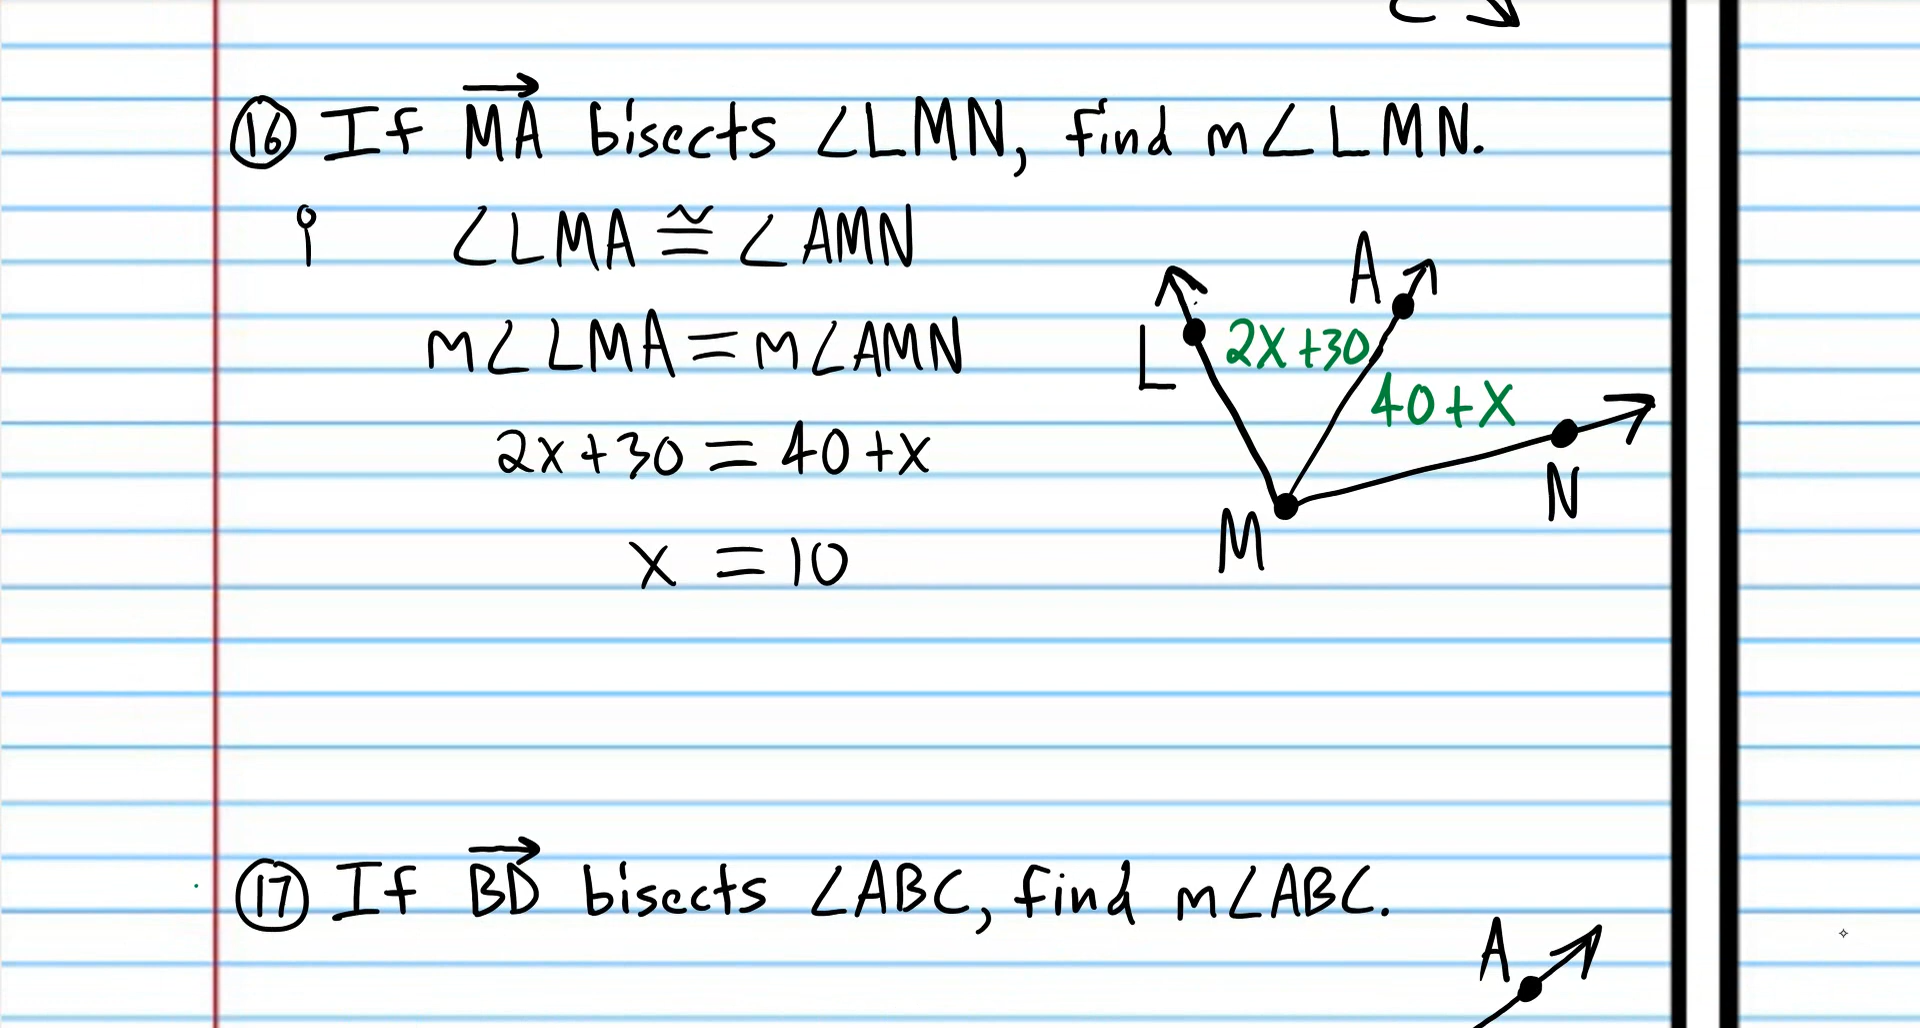 16 If MA bisects ∠LMN, find m∠LMN.
∠LMA ≅ ∠AMN
m∠LMA = m∠AMN
2x+30 = 40+x
x = 10
A
L
2x+30
40+x
N
M
17 If BD bisects ∠ABC, find m∠ABC.
A